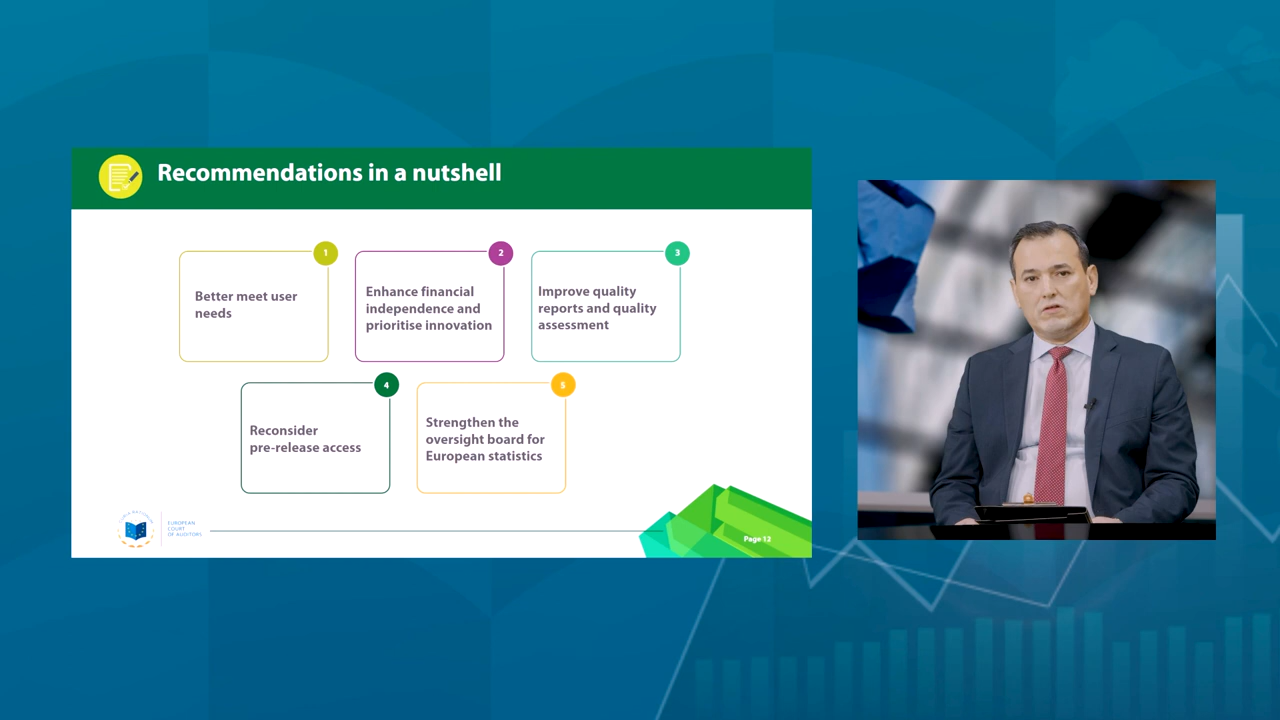 Recommendations in a nutshell
1
Better meet user
needs
2
Enhance financial
independence and
prioritise innovation
3
Improve quality
reports and quality
assessment
4
Reconsider
pre-release access
5
Strengthen the
oversight board for
European statistics
EUROPEAN
COURT
OF AUDITORS
Page 12